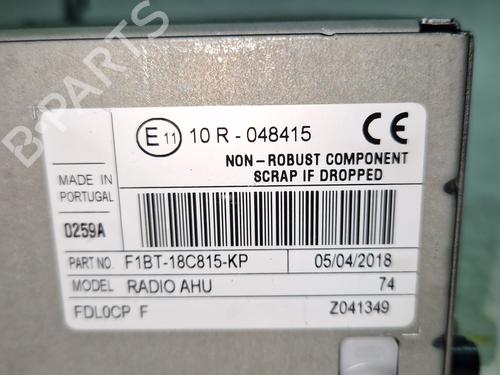 B-PARTS
E 11 10 R - 048415 CE
NON-ROBUST COMPONENT
SCRAP IF DROPPED
MADE IN
PORTUGAL
0259A
PART NO. F1BT-18C815-KP 05/04/2018
MODEL RADIO AHU 74
FDL0CP F Z041349